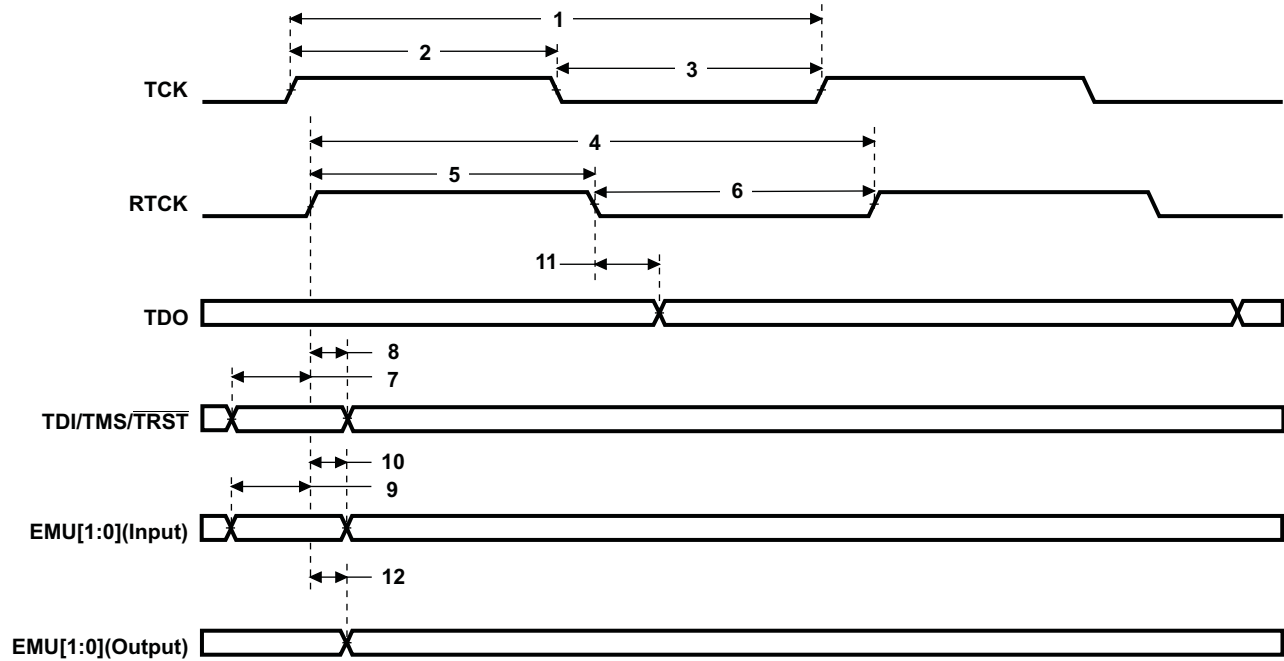 1
2
3
TCK
4
5
6
RTCK
11
TDO
8
7
TDI/TMS/T̅R̅S̅T̅
10
9
EMU[1:0](Input)
12
EMU[1:0](Output)